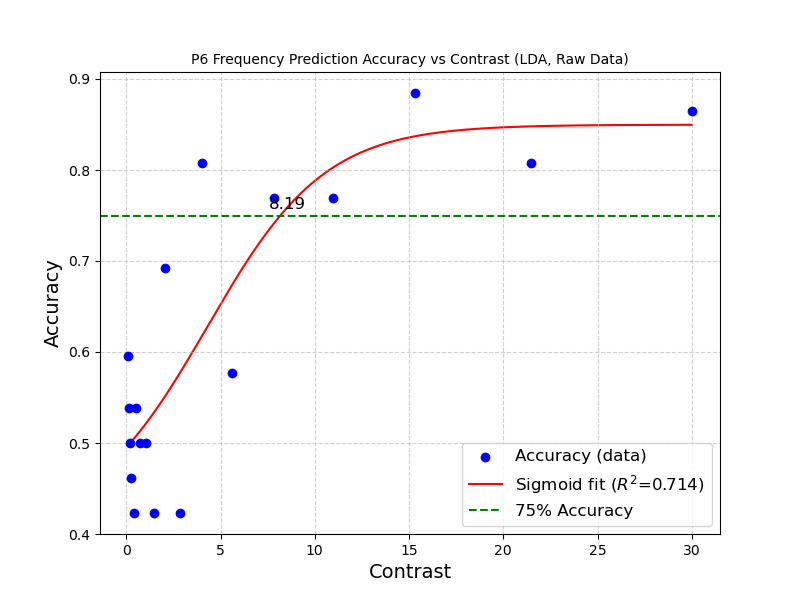 P6 Frequency Prediction Accuracy vs Contrast (LDA, Raw Data)
0.9
0.8
0.7
0.6
0.5
0.4
Accuracy
8.19
Accuracy (data)
Sigmoid fit (R²=0.714)
75% Accuracy
0 5 10 15 20 25 30
Contrast